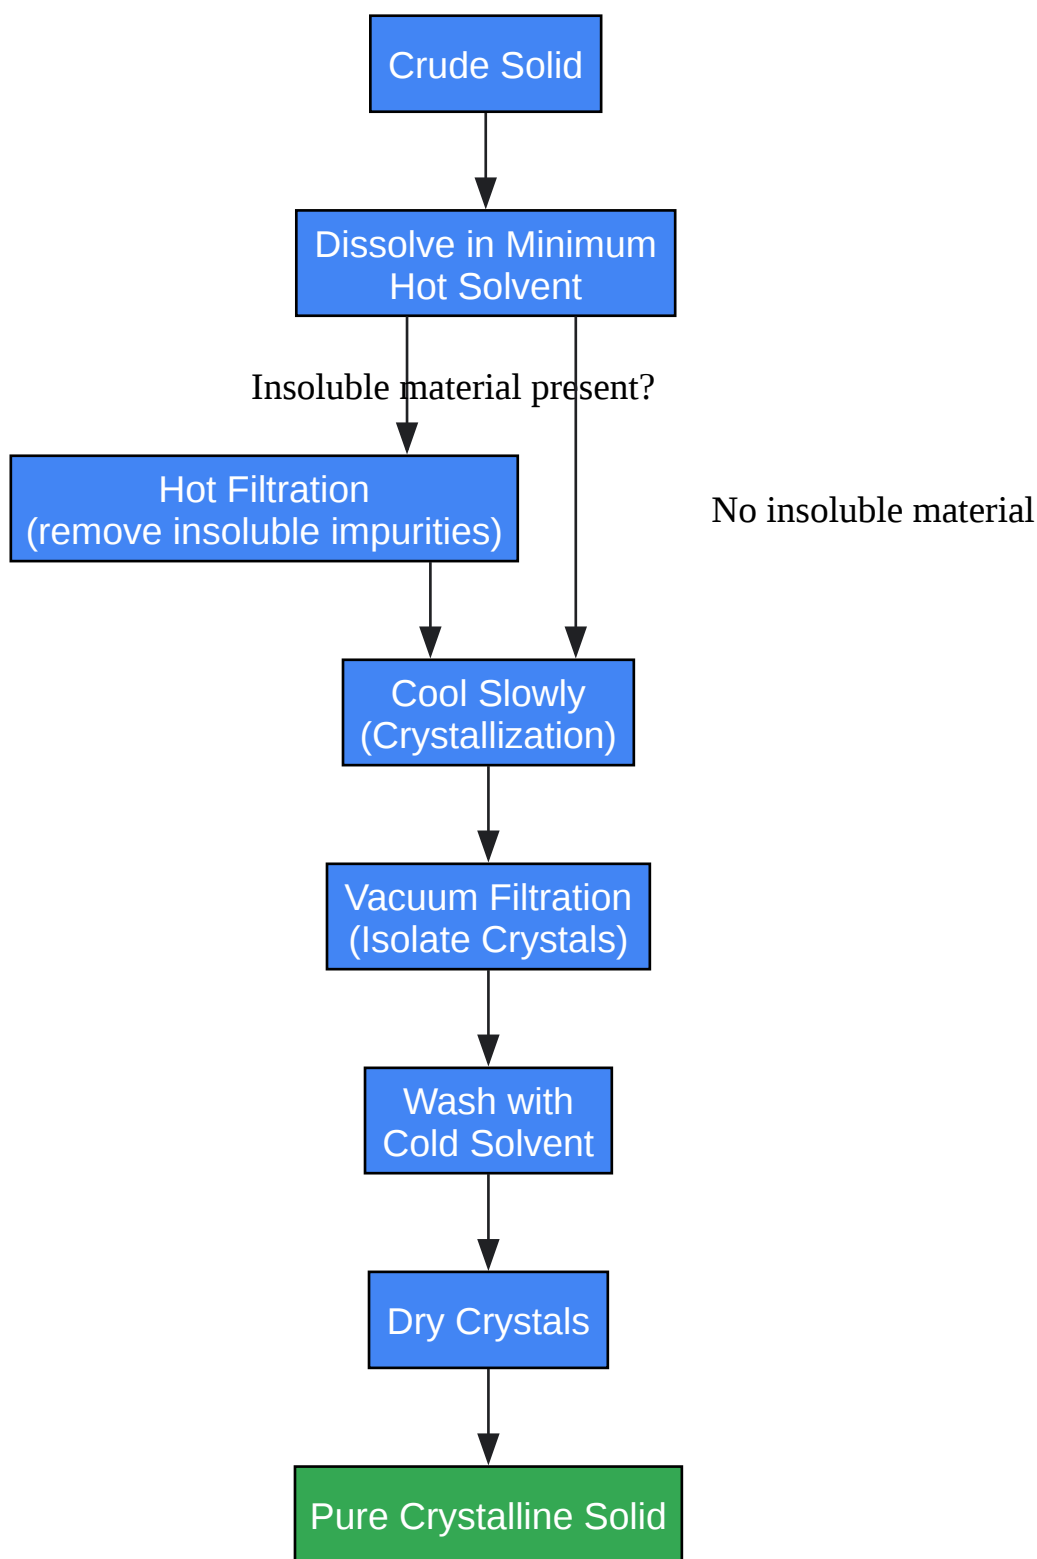 Crude Solid
Dissolve in Minimum
Hot Solvent
Insoluble material present?
Hot Filtration
(remove insoluble impurities)
No insoluble material
Cool Slowly
(Crystallization)
Vacuum Filtration
(Isolate Crystals)
Wash with
Cold Solvent
Dry Crystals
Pure Crystalline Solid